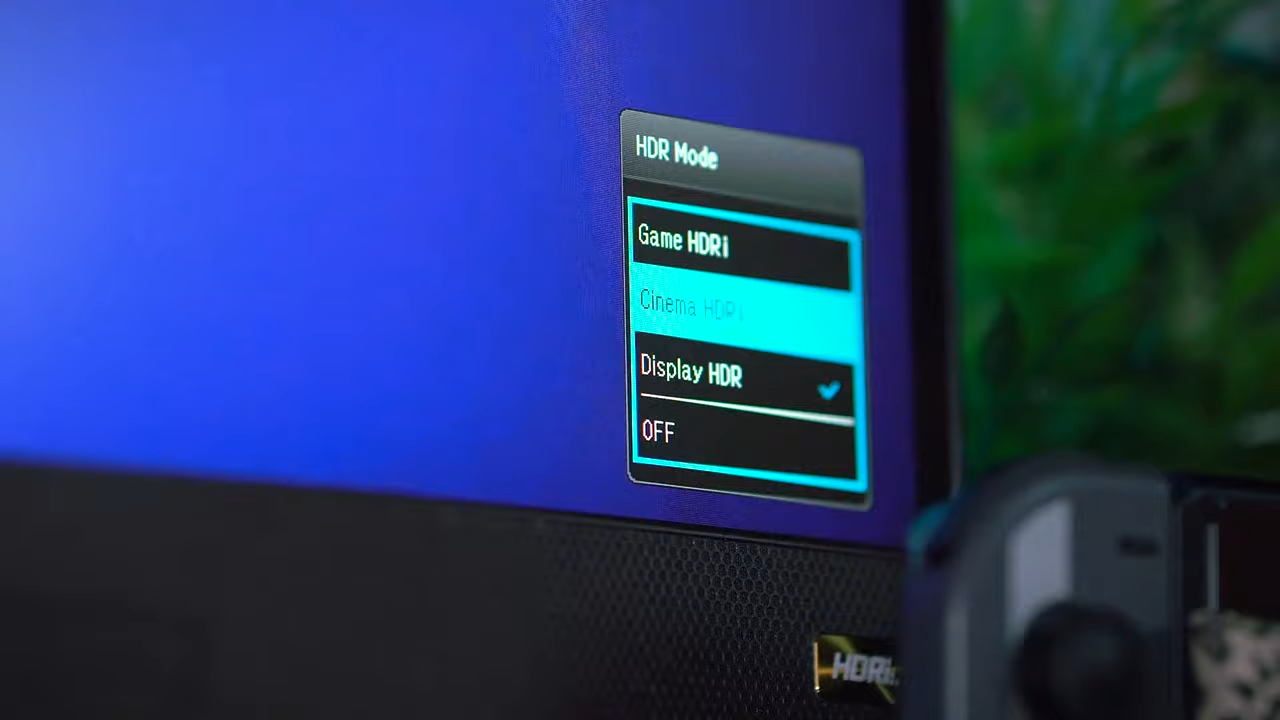 HDR Mode
Game HDRi
Cinema HDRi
Display HDR
OFF
HDRi